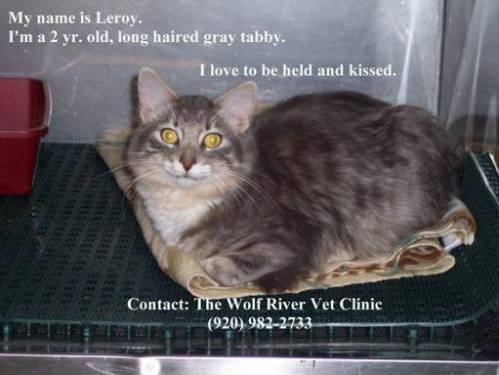 My name is Leroy.
I'm a 2 yr. old, long haired gray tabby.
I love to be held and kissed.
Contact: The Wolf River Vet Clinic
(920) 982-2733